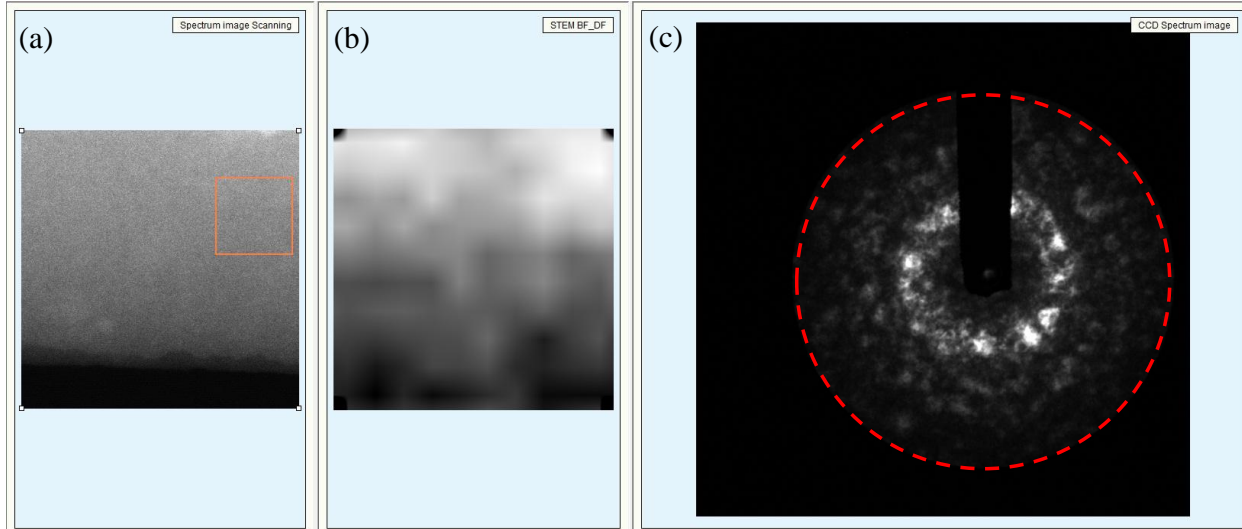 (a)
Spectrum image Scanning
(b)
STEM BF_DF
(c)
CCD Spectrum image